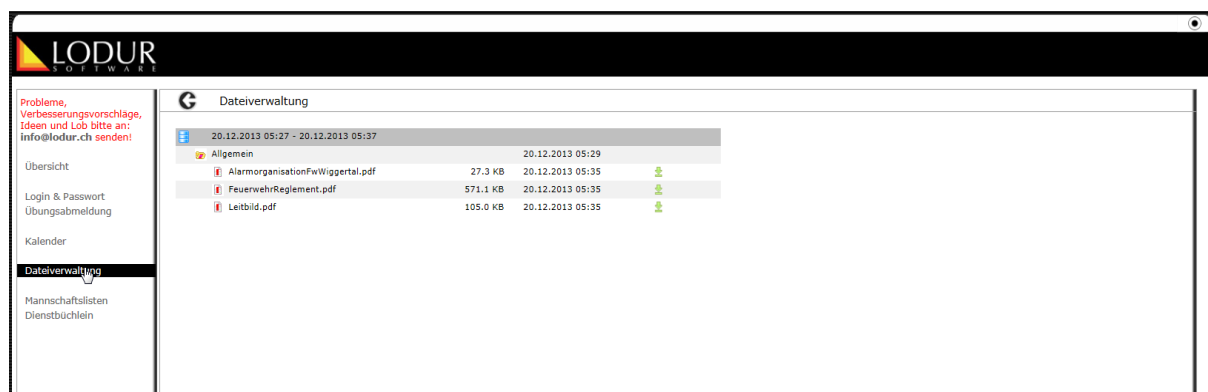 LODUR
SOFTWARE
Probleme,
Verbesserungsvorschläge,
Ideen und Lob bitte an:
info@lodur.ch senden!
Übersicht
Login & Passwort
Übungsabmeldung
Kalender
Dateiverwaltung
Mannschaftslisten
Dienstbüchlein
Dateiverwaltung
20.12.2013 05:27 - 20.12.2013 05:37
Allgemein 20.12.2013 05:29
AlarmorganisationFwWiggertal.pdf 27.3 KB 20.12.2013 05:35
FeuerwehrReglement.pdf 571.1 KB 20.12.2013 05:35
Leitbild.pdf 105.0 KB 20.12.2013 05:35